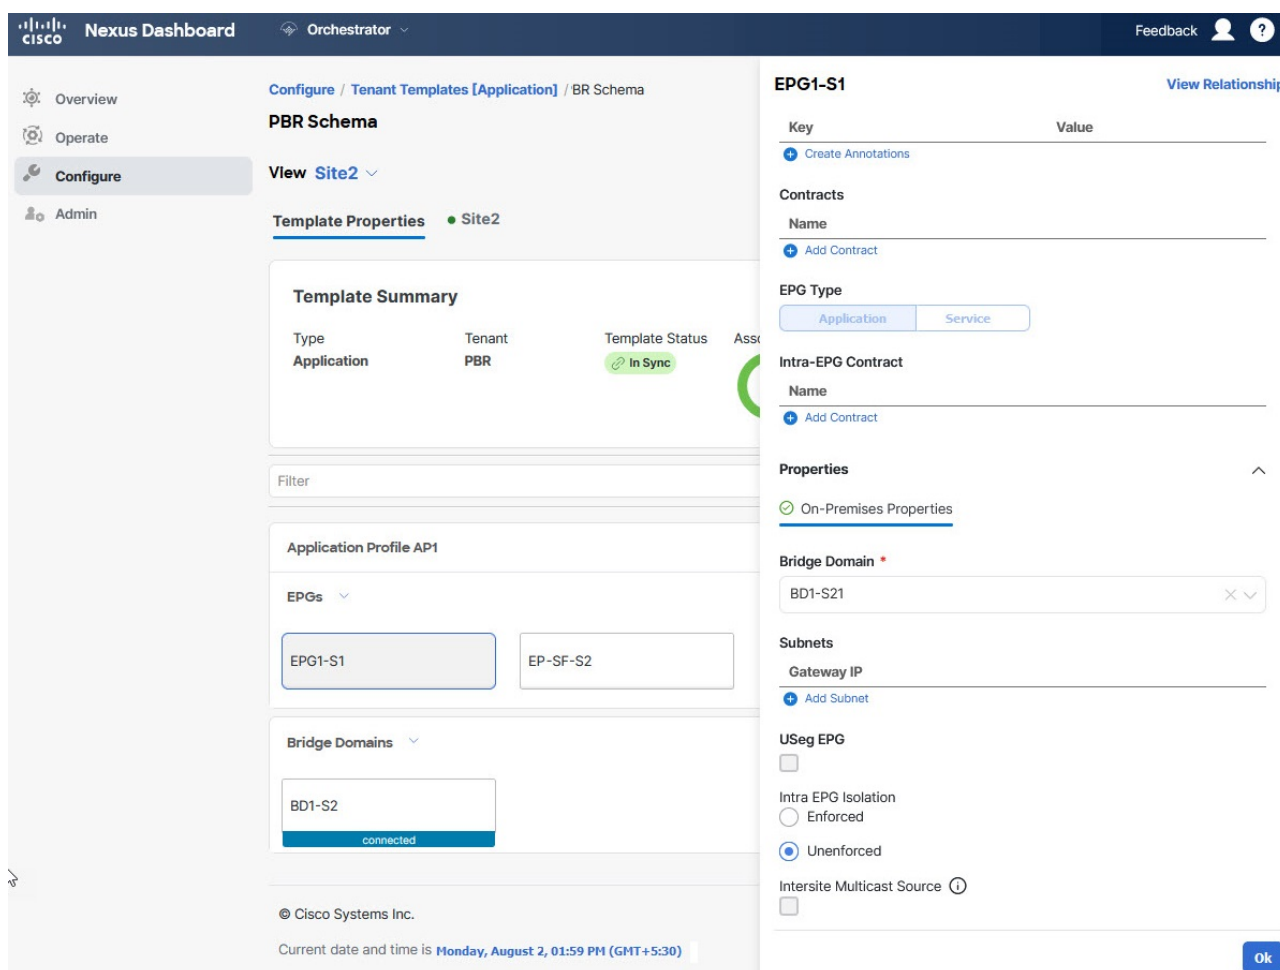 CISCO Nexus Dashboard Orchestrator Feedback ?
Overview
Operate
Configure
Admin
Configure / Tenant Templates [Application] / BR Schema
PBR Schema
View Site2
Template Properties Site2
Template Summary
Type Tenant Template Status Asso
Application PBR In Sync
Filter
Application Profile AP1
EPGs
EPG1-S1 EP-SF-S2
Bridge Domains
BD1-S2
connected
© Cisco Systems Inc.
Current date and time is Monday, August 2, 01:59 PM (GMT+5:30)
EPG1-S1 View Relationship
Key Value
Create Annotations
Contracts
Name
Add Contract
EPG Type
Application Service
Intra-EPG Contract
Name
Add Contract
Properties
On-Premises Properties
Bridge Domain *
BD1-S21
Subnets
Gateway IP
Add Subnet
USeg EPG
Intra EPG Isolation
Enforced
Unenforced
Intersite Multicast Source
Ok